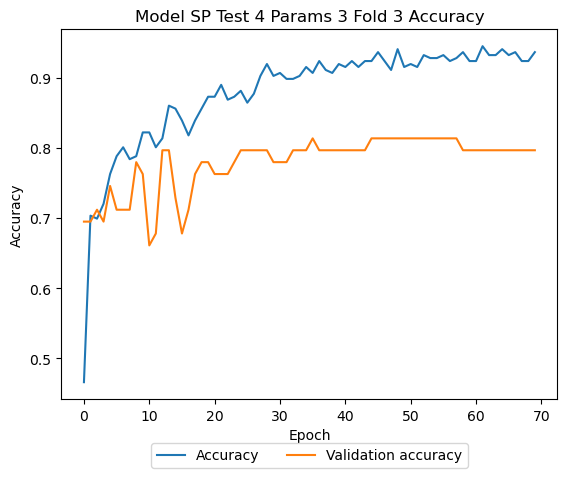 Model SP Test 4 Params 3 Fold 3 Accuracy
Accuracy
0.9
0.8
0.7
0.6
0.5
0 10 20 30 40 50 60 70
Epoch
Accuracy Validation accuracy